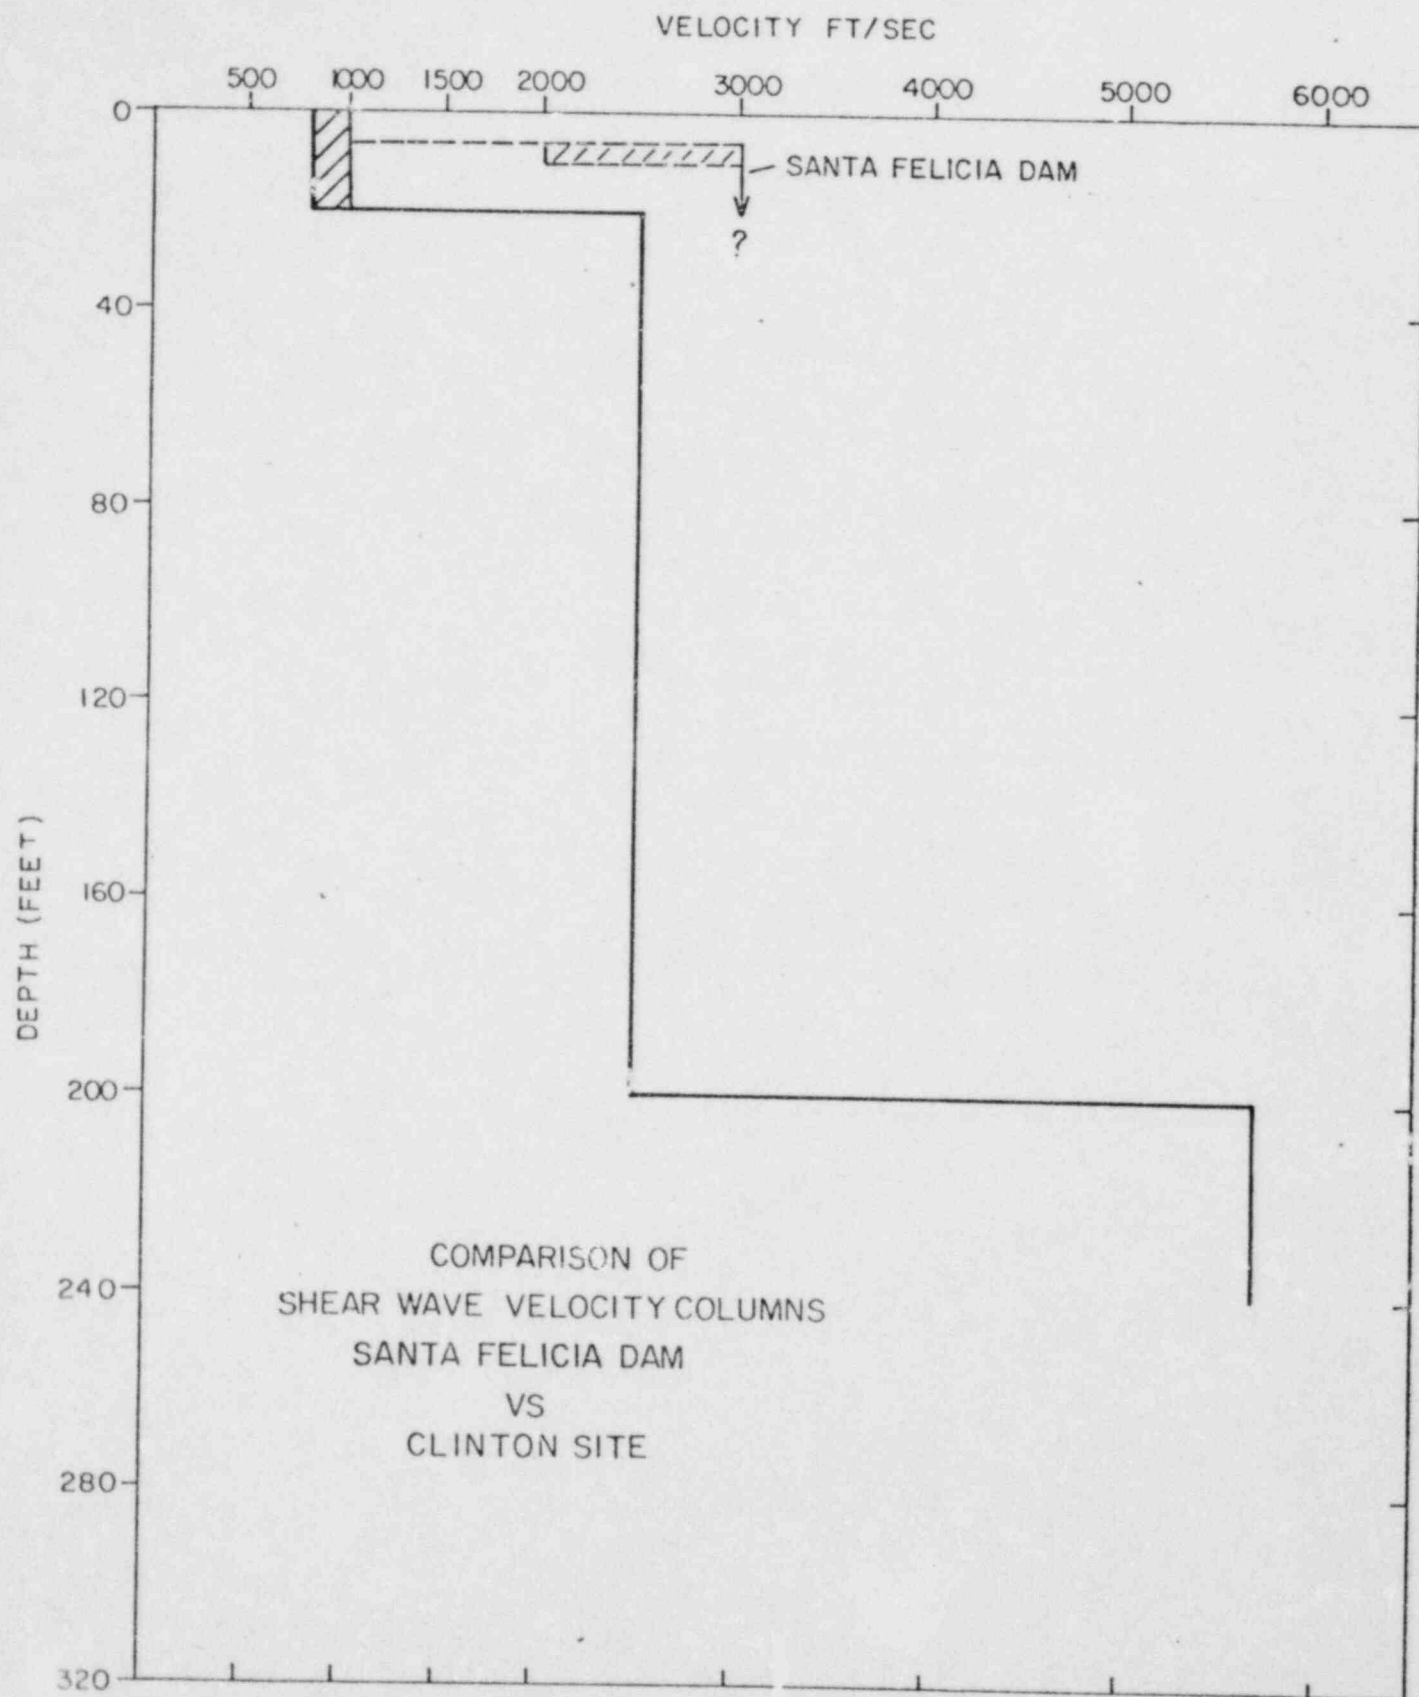 VELOCITY FT/SEC
500 1000 1500 2000 3000 4000 5000 6000
0
SANTA FELICIA DAM
?
40
80
120
160
DEPTH (FEET)
200
COMPARISON OF
240
SHEAR WAVE VELOCITY COLUMNS
SANTA FELICIA DAM
VS
CLINTON SITE
280
320